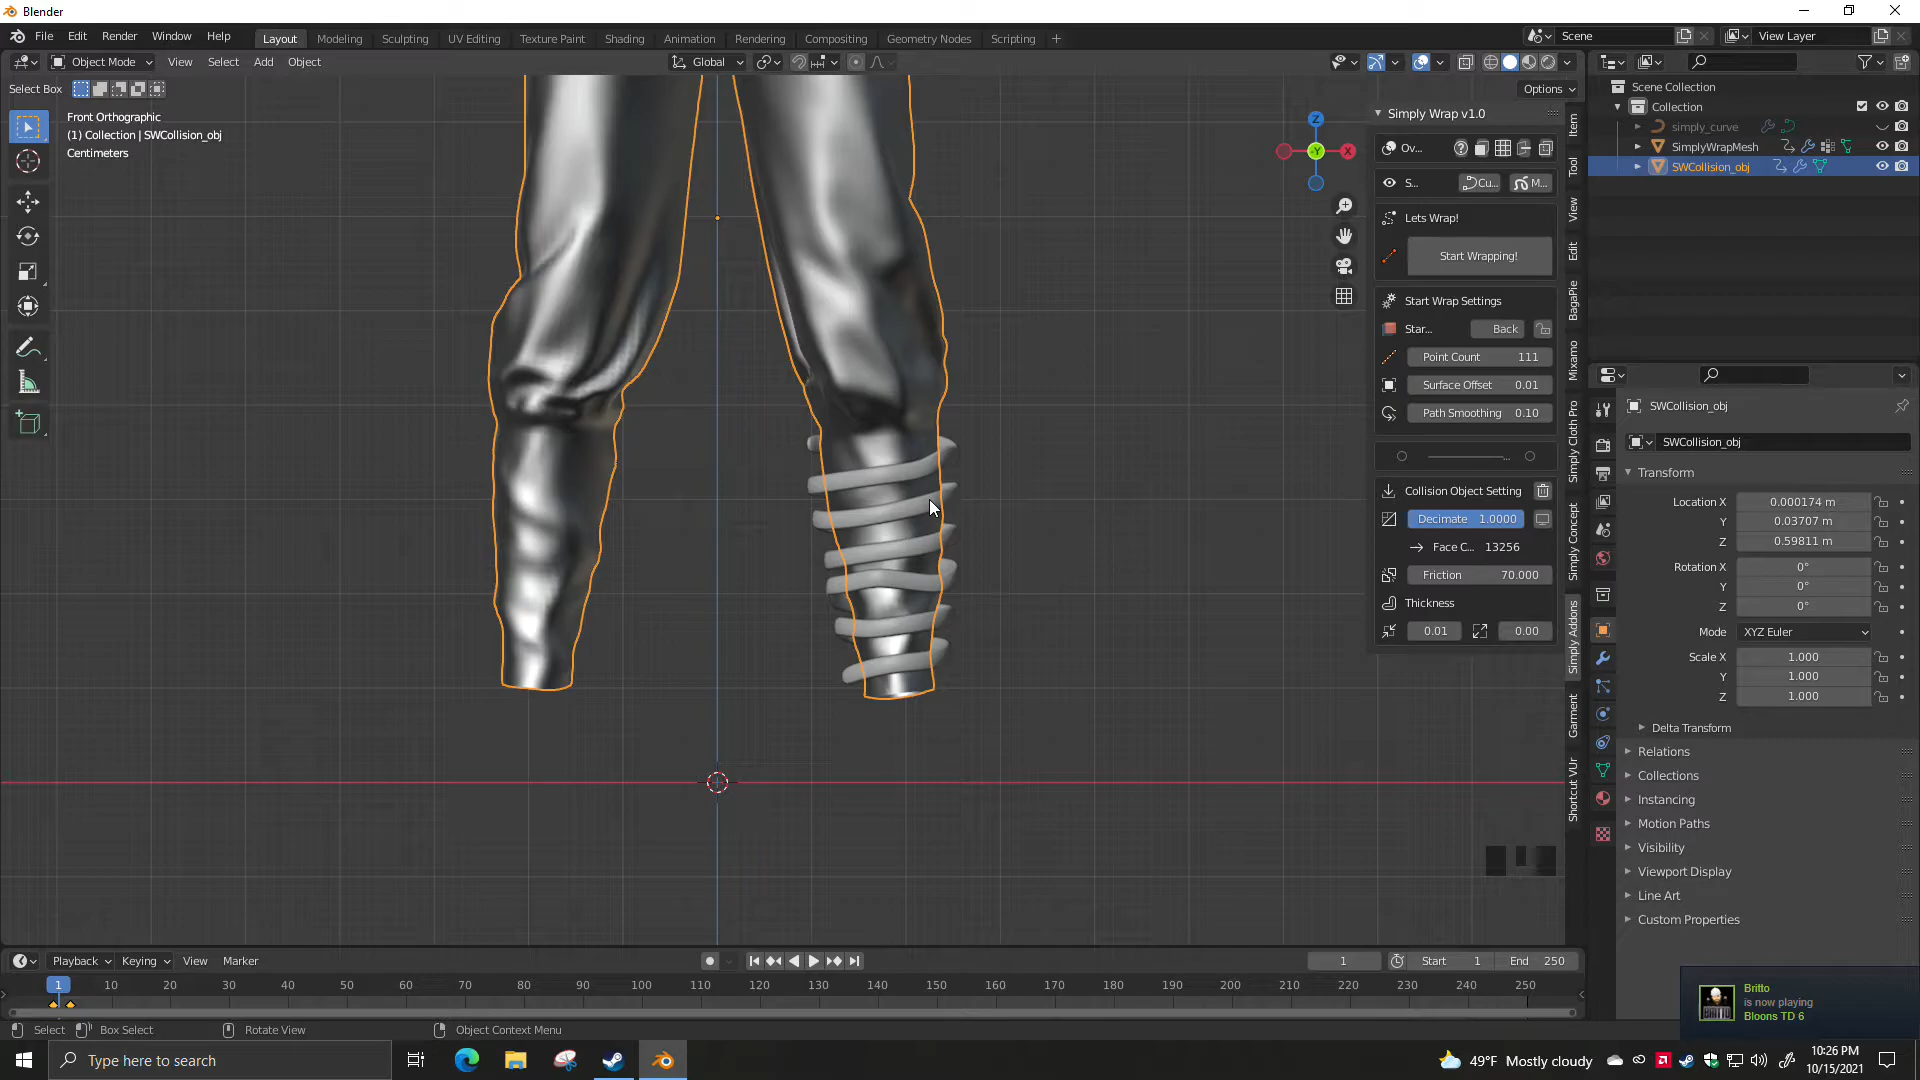 Blender
File Edit Render Window Help
Layout Modeling Sculpting UV Editing Texture Paint Shading Animation Rendering Compositing Geometry Nodes Scripting +
Scene
View Layer
Object Mode View Select Add Object
Global
Options
Select Box
Front Orthographic
(1) Collection | SWCollision_obj
Centimeters
Z
-Y
X
Simply Wrap v1.0
Ov...
S... Cu... M...
Lets Wrap!
Start Wrapping!
Start Wrap Settings
Star... Back
Point Count 111
Surface Offset 0.01
Path Smoothing 0.10
...
Collision Object Setting
Decimate 1.0000
Face C... 13256
Friction 70.000
Thickness
0.01 0.00
Item
Tool
View
Edit
BagaPie
Mixamo
Simply Cloth Pro
Simply Concept
Simply Addons
Garment
Shortcut VUr
Scene Collection
Collection
simply_curve
SimplyWrapMesh
SWCollision_obj
SWCollision_obj
SWCollision_obj
Transform
Location X 0.000174 m
Y 0.03707 m
Z 0.59811 m
Rotation X 0°
Y 0°
Z 0°
Mode XYZ Euler
Scale X 1.000
Y 1.000
Z 1.000
Delta Transform
Relations
Collections
Instancing
Motion Paths
Visibility
Viewport Display
Line Art
Custom Properties
Playback Keying View Marker
1 Start 1 End 250
1 10 20 30 40 50 60 70 80 90 100 110 120 130 140 150 160 170 180 190 200 210 220 230 240 250
Select Box Select Rotate View Object Context Menu
Britto
is now playing
Bloons TD 6
Type here to search
49°F Mostly cloudy
10:26 PM
10/15/2021